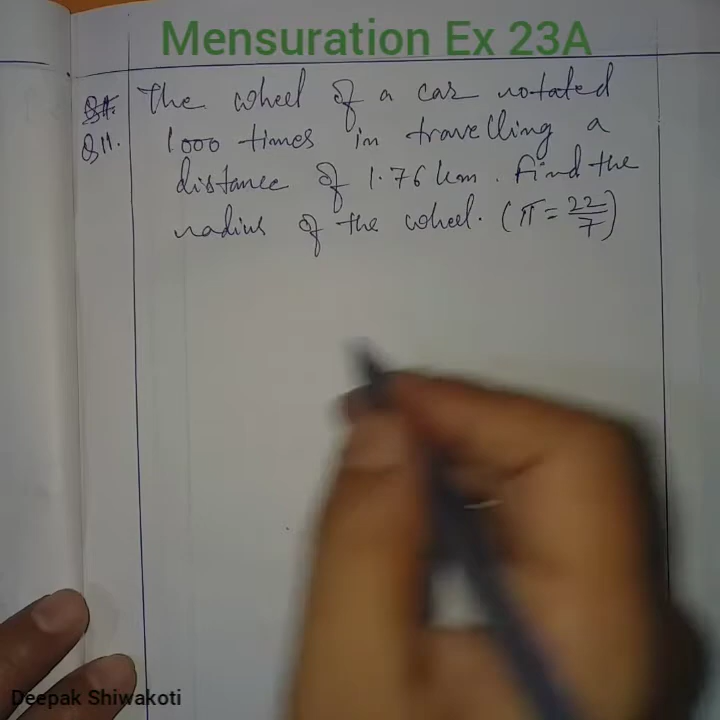 Mensuration Ex 23A
Q11. The wheel of a car rotated
1000 times in travelling a
distance of 1.76 km. Find the
radius of the wheel. (π = 22/7)
Deepak Shiwakoti